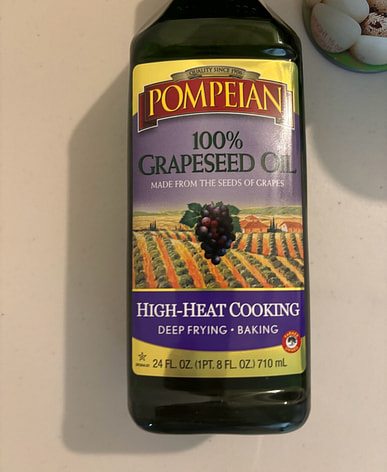 QUALITY SINCE 1906
POMPEIAN
100%
GRAPESEED OIL
MADE FROM THE SEEDS OF GRAPES
HIGH-HEAT COOKING
DEEP FRYING • BAKING
24 FL. OZ. (1PT. 8 FL. OZ.) 710 mL